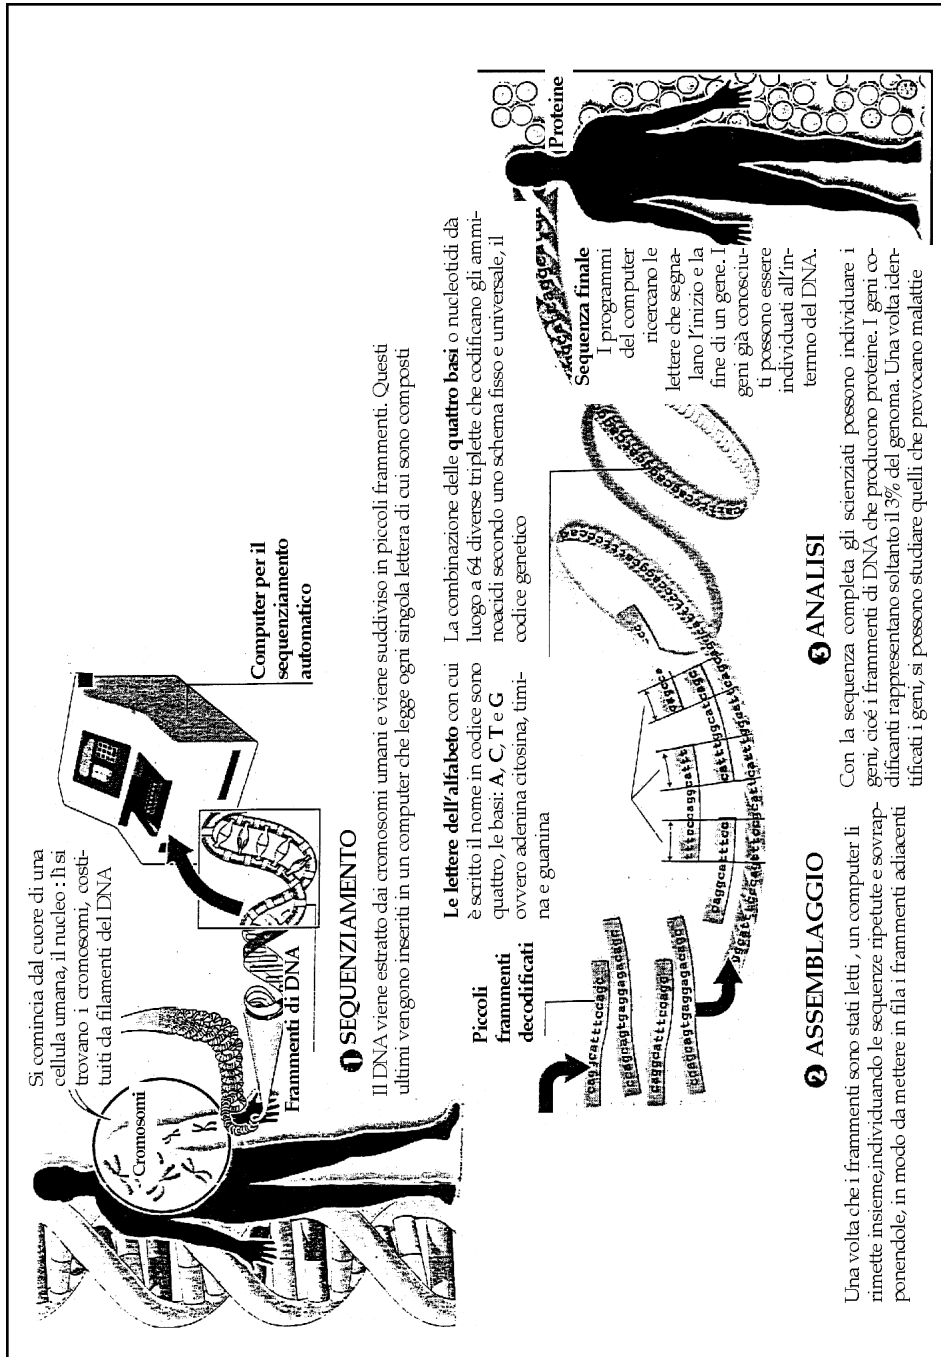 Si comincia dal cuore di una
cellula umana, il nucleo : lì si
trovano i cromosomi, costi-
tuiti da filamenti del DNA
Cromosomi
Frammenti di DNA
Computer per il
sequenziamento
automatico
1 SEQUENZIAMENTO
Il DNA viene estratto dai cromosomi umani e viene suddiviso in piccoli frammenti. Questi
ultimi vengono inseriti in un computer che legge ogni singola lettera di cui sono composti
Le lettere dell'alfabeto con cui
è scritto il nome in codice sono
quattro, le basi: A, C, T e G
ovvero adenina citosina, timi-
na e guanina
La combinazione delle quattro basi o nucleotidi dà
luogo a 64 diverse triplette che codificano gli ammi-
noacidi secondo uno schema fisso e universale, il
codice genetico
Piccoli
frammenti
decodificati
caggcatttccagc
ccagcagtgaggagacagc
caggcatttccagc
ccagcagtgaggagacagc
caggcatttcc
tttccaggcattt
catttggcatcagc
2 ASSEMBLAGGIO
Una volta che i frammenti sono stati letti , un computer li
rimette insieme,individuando le sequenze ripetute e sovrap-
ponendole, in modo da mettere in fila i frammenti adiacenti
Sequenza finale
I programmi
del computer
ricercano le
lettere che segna-
lano l'inizio e la
fine di un gene. I
geni già conosciu-
ti possono essere
individuati all'in-
terno del DNA.
Proteine
3 ANALISI
Con la sequenza completa gli scienziati possono individuare i
geni, cioé i frammenti di DNA che producono proteine. I geni co-
dificanti rappresentano soltanto il 3% del genoma. Una volta iden-
tificati i geni, si possono studiare quelli che provocano malattie